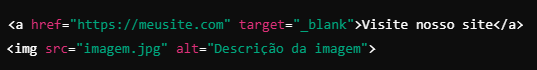 <a href="https://meusite.com" target="_blank">Visite nosso site</a>
<img src="imagem.jpg" alt="Descrição da imagem">